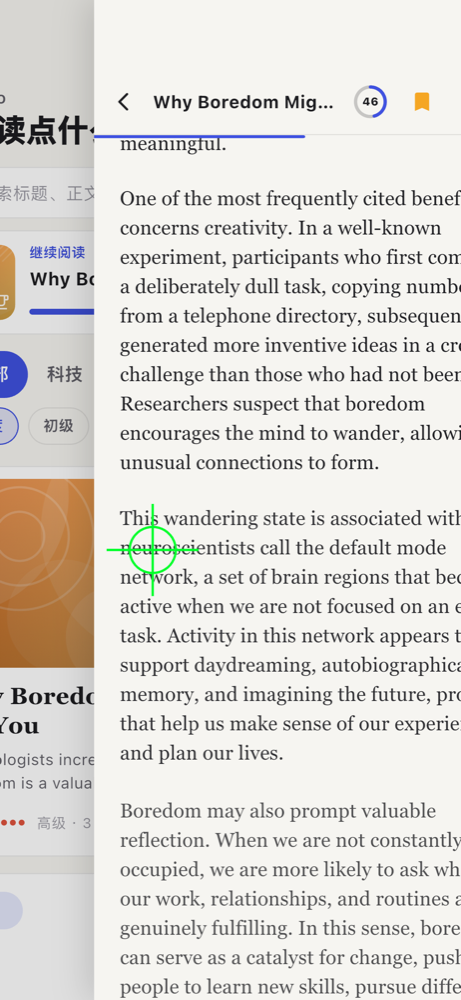 读点什
索标题、正文
继续阅读
Why Bo
部
科技
初级
Boredo
You
ologists incre
om is a valua
高级 · 3
Why Boredom Mig...
46
meaningful.
One of the most frequently cited benef
concerns creativity. In a well-known
experiment, participants who first com
a deliberately dull task, copying numbe
from a telephone directory, subsequen
generated more inventive ideas in a cre
challenge than those who had not been
Researchers suspect that boredom
encourages the mind to wander, allowi
unusual connections to form.
This wandering state is associated with
neuroscientists call the default mode
network, a set of brain regions that bec
active when we are not focused on an e
task. Activity in this network appears t
support daydreaming, autobiographica
memory, and imagining the future, pro
that help us make sense of our experie
and plan our lives.
Boredom may also prompt valuable
reflection. When we are not constantly
occupied, we are more likely to ask wh
our work, relationships, and routines a
genuinely fulfilling. In this sense, bore
can serve as a catalyst for change, push
people to learn new skills, pursue diffe